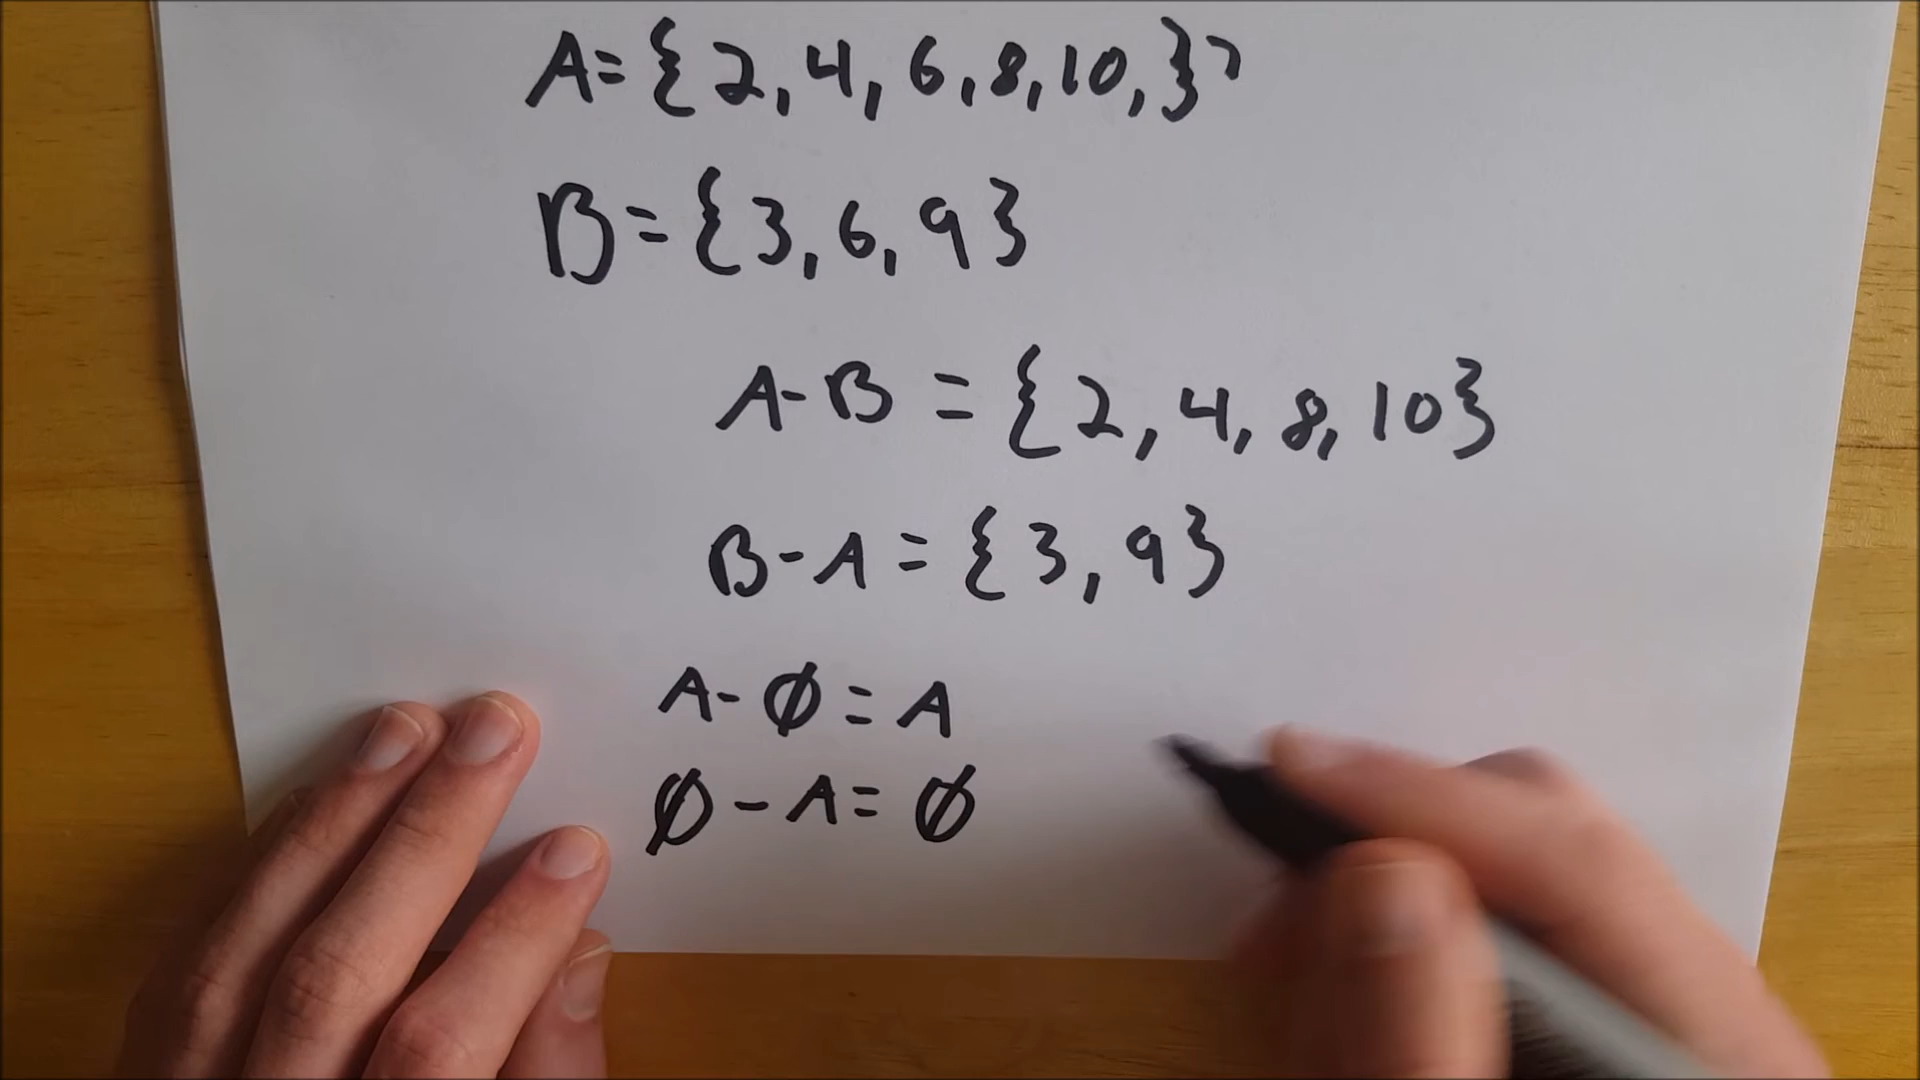 A={2,4,6,8,10,}
B={3,6,9}
A-B={2,4,8,10}
B-A={3,9}
A-∅=A
∅-A=∅